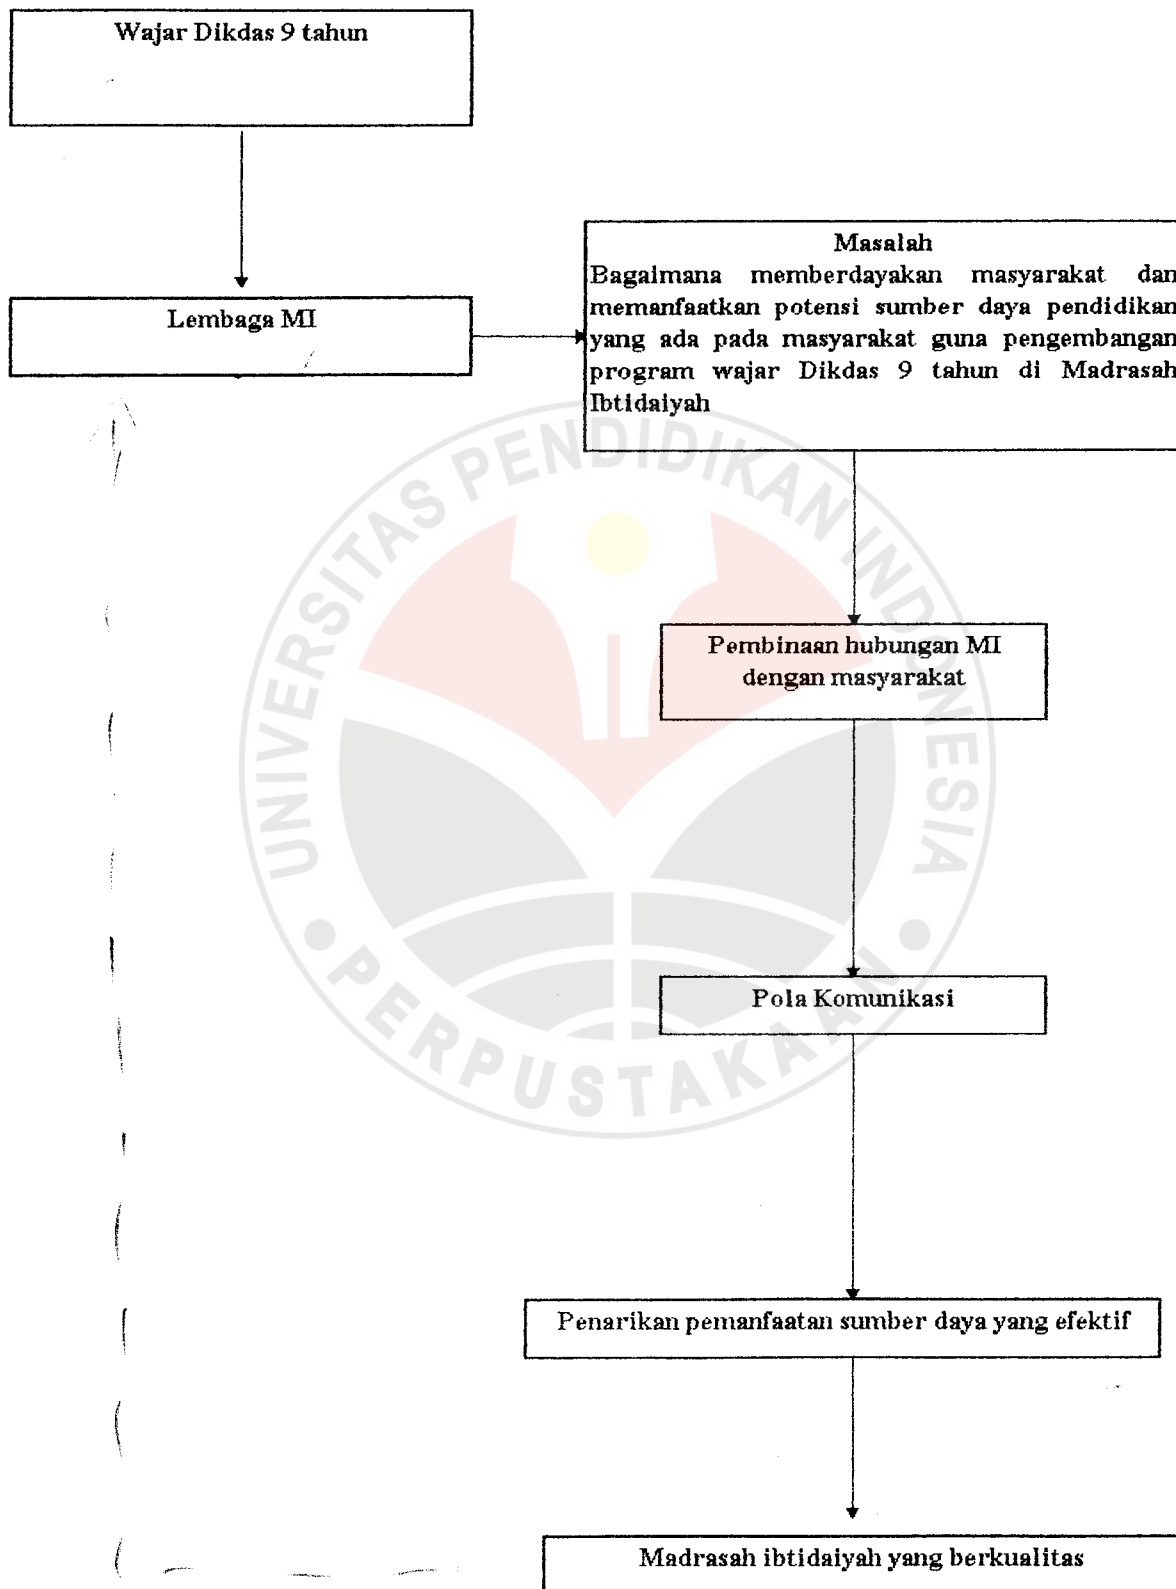 Wajar Dikdas 9 tahun
Lembaga MI
Masalah
Bagaimana memberdayakan masyarakat dan
memanfaatkan potensi sumber daya pendidikan
yang ada pada masyarakat guna pengembangan
program wajar Dikdas 9 tahun di Madrasah
Ibtidaiyah
Pembinaan hubungan MI
dengan masyarakat
Pola Komunikasi
Penarikan pemanfaatan sumber daya yang efektif
Madrasah ibtidaiyah yang berkualitas
UNIVERSITAS PENDIDIKAN INDONESIA
PERPUSTAKAAN